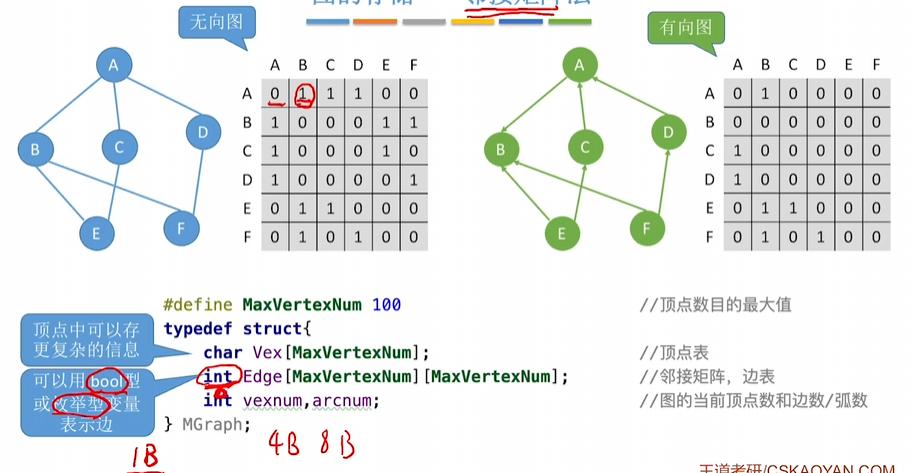 无向图
有向图
A
B
C
D
E
F
A B C D E F
A 0 1 1 1 0 0
B 1 0 0 0 1 1
C 1 0 0 0 1 0
D 1 0 0 0 0 1
E 0 1 1 0 0 0
F 0 1 0 1 0 0
A
B
C
D
E
F
A B C D E F
A 0 1 0 0 0 0
B 0 0 0 0 0 0
C 1 0 0 0 0 0
D 1 0 0 0 0 0
E 0 1 1 0 0 0
F 0 1 0 1 0 0
#define MaxVertexNum 100 //顶点数目的最大值
typedef struct{
char Vex[MaxVertexNum]; //顶点表
int Edge[MaxVertexNum][MaxVertexNum]; //邻接矩阵，边表
int vexnum,arcnum; //图的当前顶点数和边数/弧数
} MGraph;
顶点中可以存
更复杂的信息
可以用bool型
或枚举型变量
表示边
1B
4B 8B
王道考研/CSKAOYAN.COM